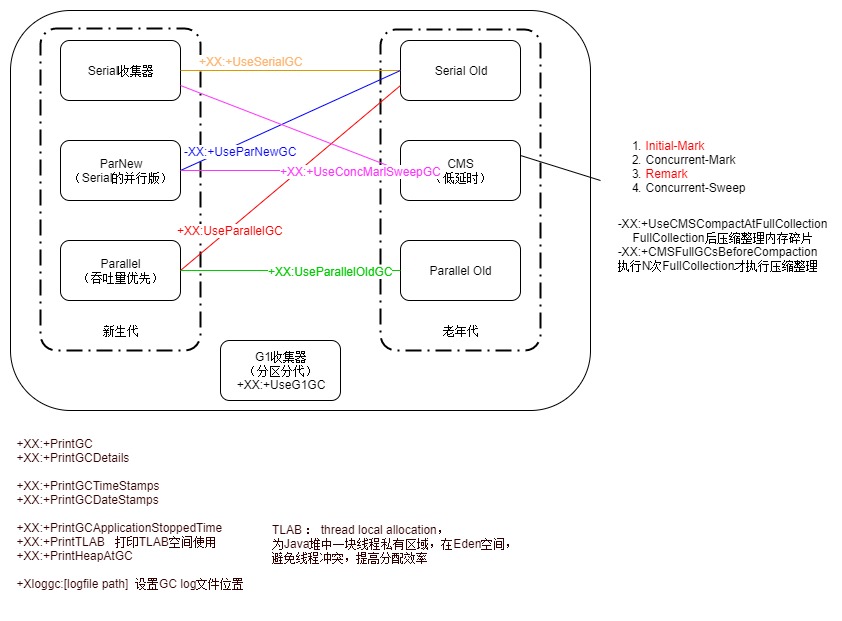 Serial收集器
+XX:+UseSerialGC
Serial Old
ParNew
（Serial的并行版）
-XX:+UseParNewGC
+XX:+UseConcMarlSweepGC
CMS
（低延时）
1. Initial-Mark
2. Concurrent-Mark
3. Remark
4. Concurrent-Sweep
-XX:+UseCMSCompactAtFullCollection
FullCollection后压缩整理内存碎片
-XX:+CMSFullGCsBeforeCompaction
执行N次FullCollection才执行压缩整理
+XX:UseParallelGC
Parallel
（吞吐量优先）
+XX:UseParallelOldGC
Parallel Old
新生代
老年代
G1收集器
（分区分代）
+XX:+UseG1GC
+XX:+PrintGC
+XX:+PrintGCDetails
+XX:+PrintGCTimeStamps
+XX:+PrintGCDateStamps
+XX:+PrintGCApplicationStoppedTime
+XX:+PrintTLAB 打印TLAB空间使用
+XX:+PrintHeapAtGC
+Xloggc:[logfile path] 设置GC log文件位置
TLAB： thread local allocation，
为Java堆中一块线程私有区域，在Eden空间，
避免线程冲突，提高分配效率